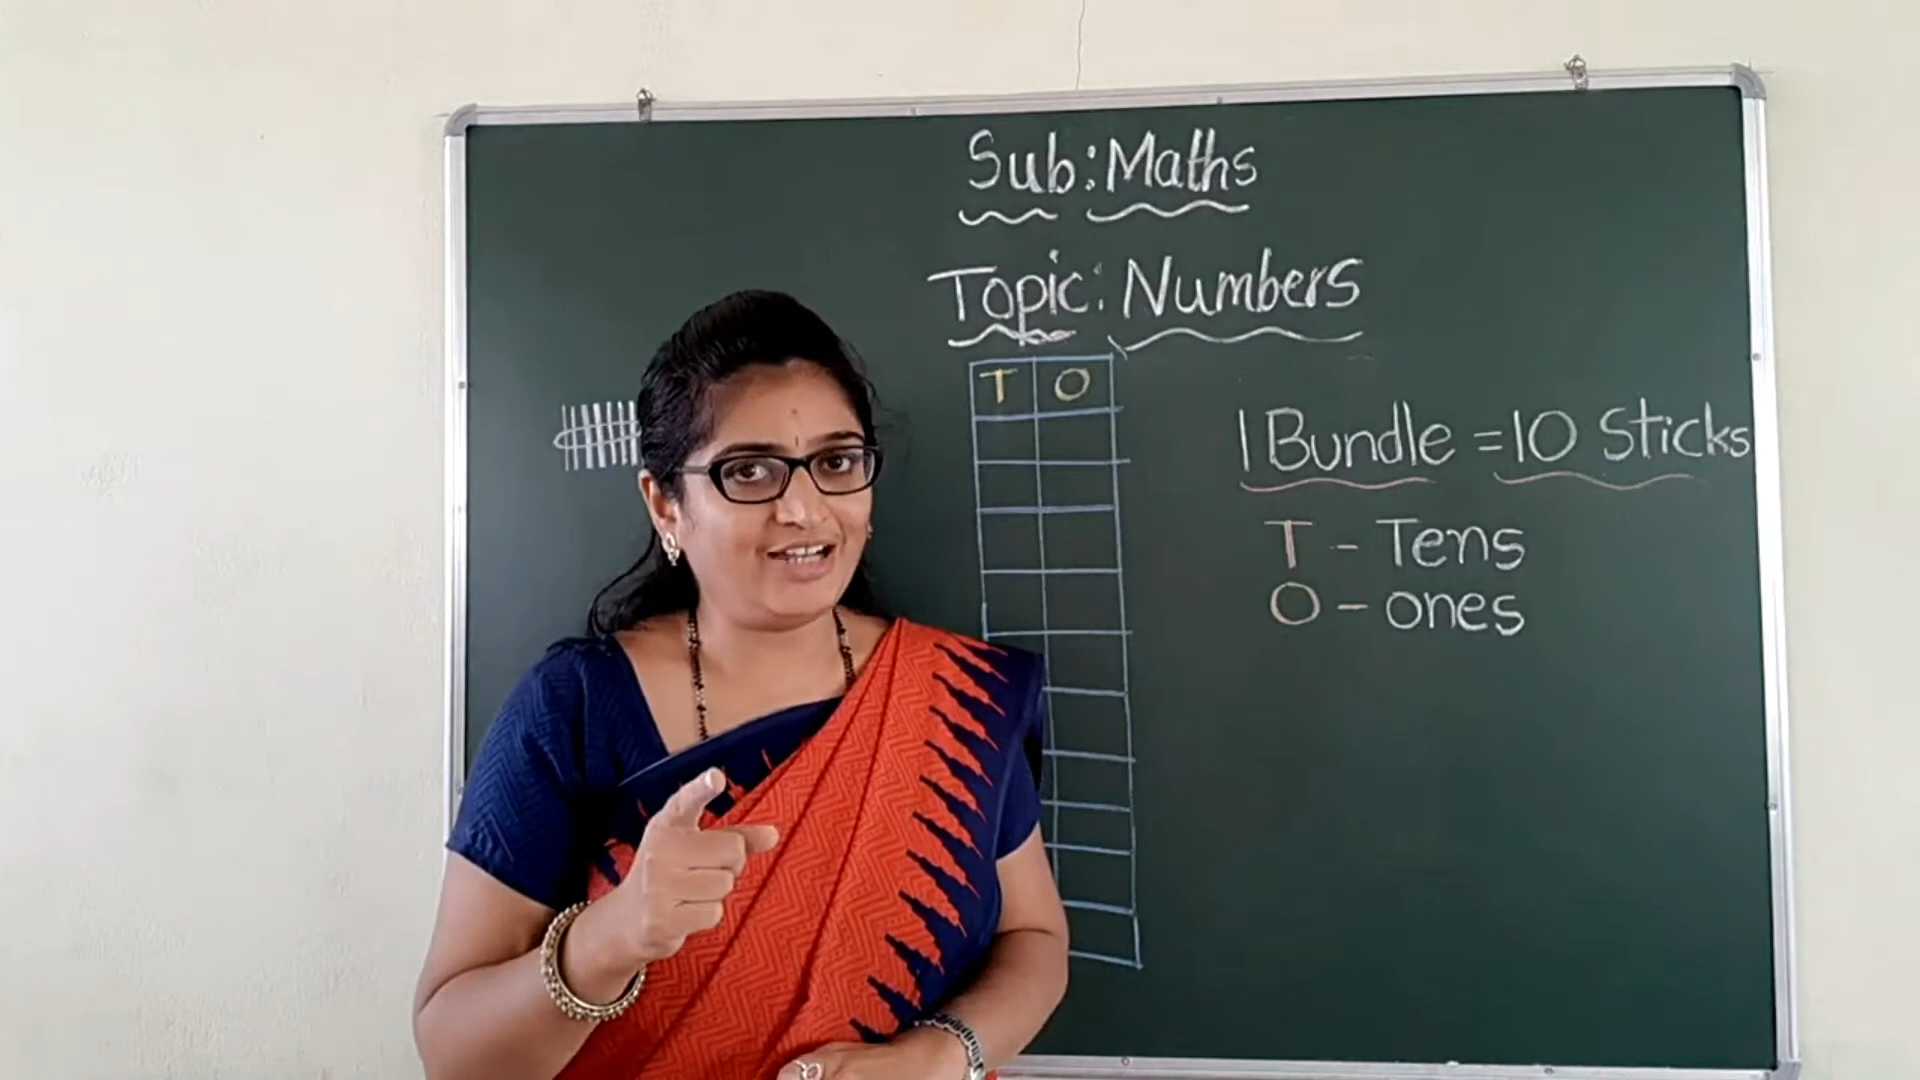 Sub: Maths
Topic: Numbers
T O
1 Bundle = 10 Sticks
T - Tens
O - ones